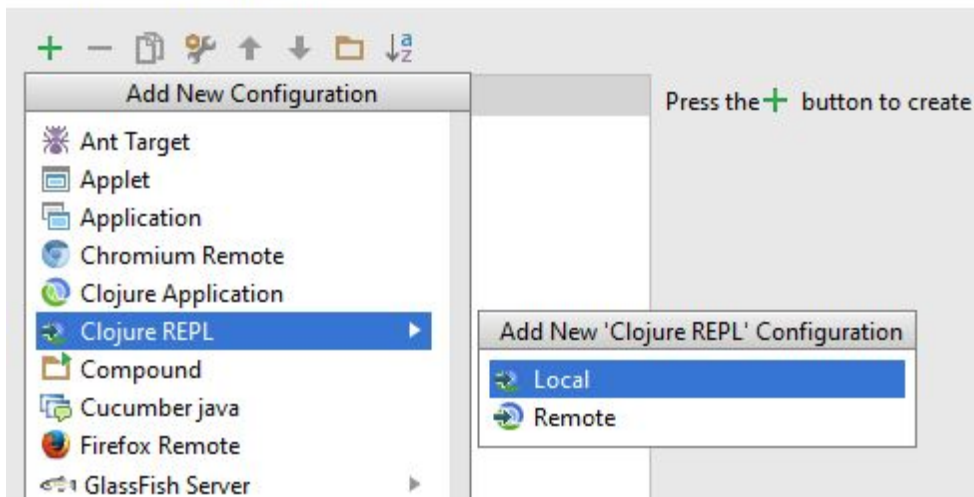 Add New Configuration
Press the + button to create
Ant Target
Applet
Application
Chromium Remote
Clojure Application
Clojure REPL
Add New 'Clojure REPL' Configuration
Compound
Local
Cucumber java
Remote
Firefox Remote
GlassFish Server